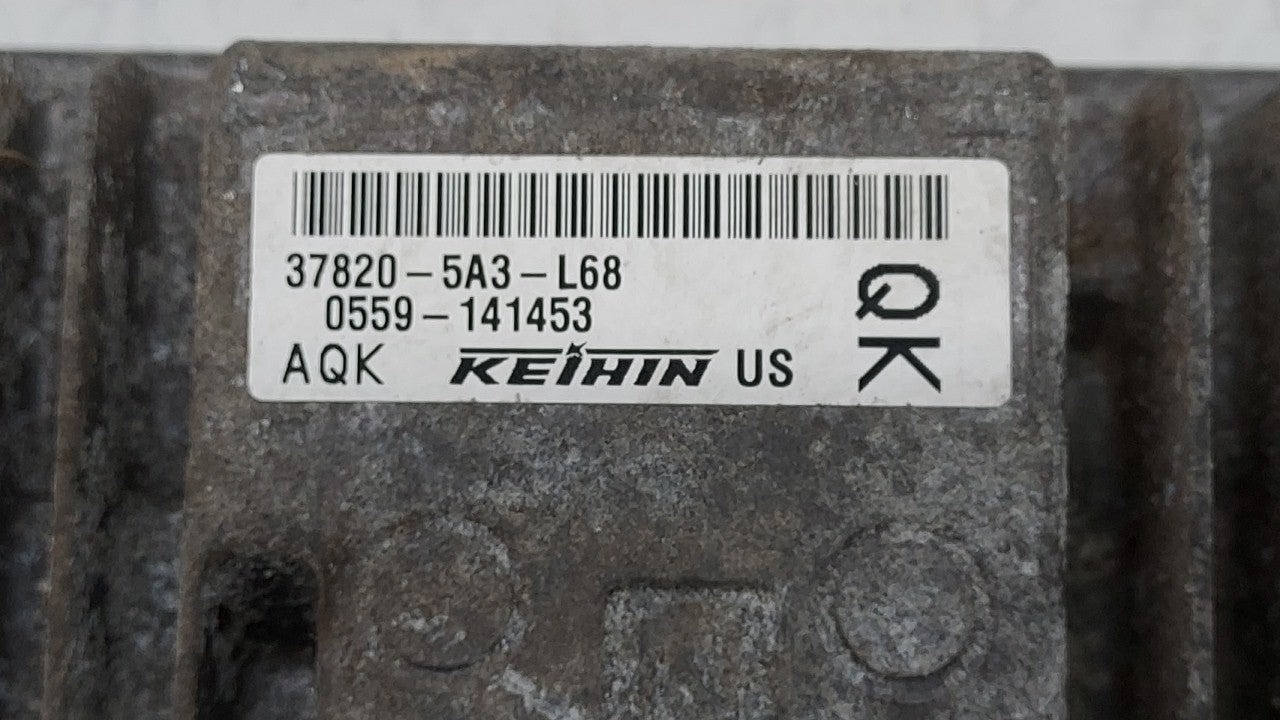 37820-5A3-L68
0559-141453
AQK KEIHIN US
QK